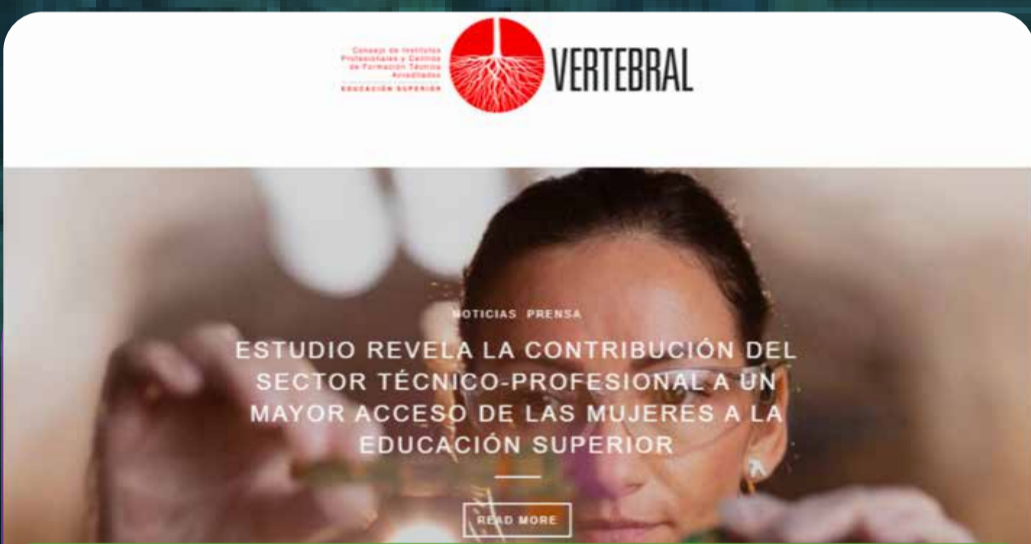 Consejo de Institutos
Profesionales y Centros
de Formación Técnica
Acreditados
EDUCACIÓN SUPERIOR
VERTEBRAL
NOTICIAS PRENSA
ESTUDIO REVELA LA CONTRIBUCIÓN DEL
SECTOR TÉCNICO-PROFESIONAL A UN
MAYOR ACCESO DE LAS MUJERES A LA
EDUCACIÓN SUPERIOR
READ MORE